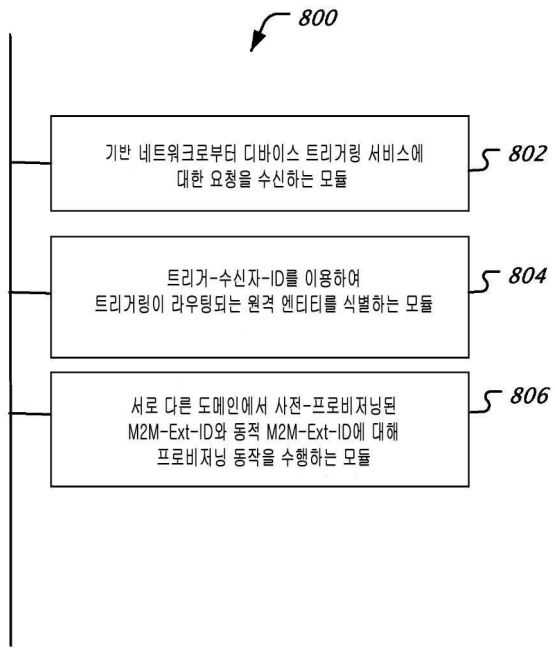 800
기반 네트워크로부터 디바이스 트리거링 서비스에
대한 요청을 수신하는 모듈
802
트리거-수신자-ID를 이용하여
트리거링이 라우팅되는 원격 엔티티를 식별하는 모듈
804
서로 다른 도메인에서 사전-프로비저닝된
M2M-Ext-ID와 동적 M2M-Ext-ID에 대해
프로비저닝 동작을 수행하는 모듈
806